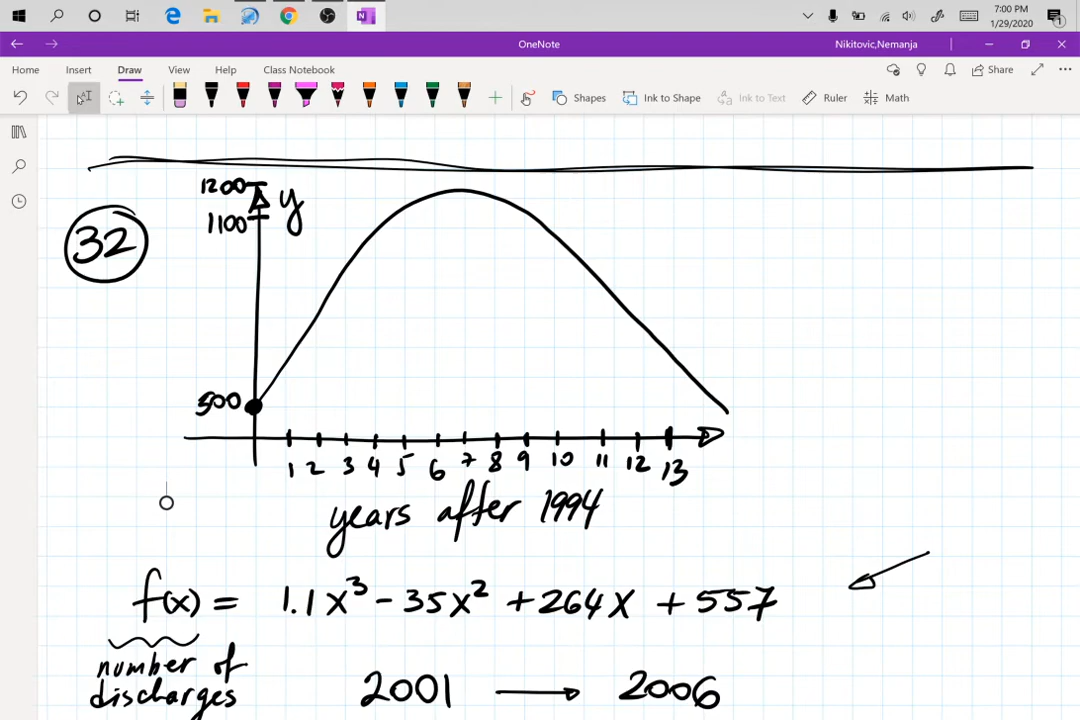 7:00 PM
1/29/2020
OneNote
Nikitovic,Nemanja
Home Insert Draw View Help Class Notebook
Share
Shapes Ink to Shape Ink to Text Ruler Math
1200
y
1100
32
500
1 2 3 4 5 6 7 8 9 10 11 12 13
years after 1994
f(x) = 1.1x³ - 35x² + 264x + 557
number of
discharges
2001 → 2006